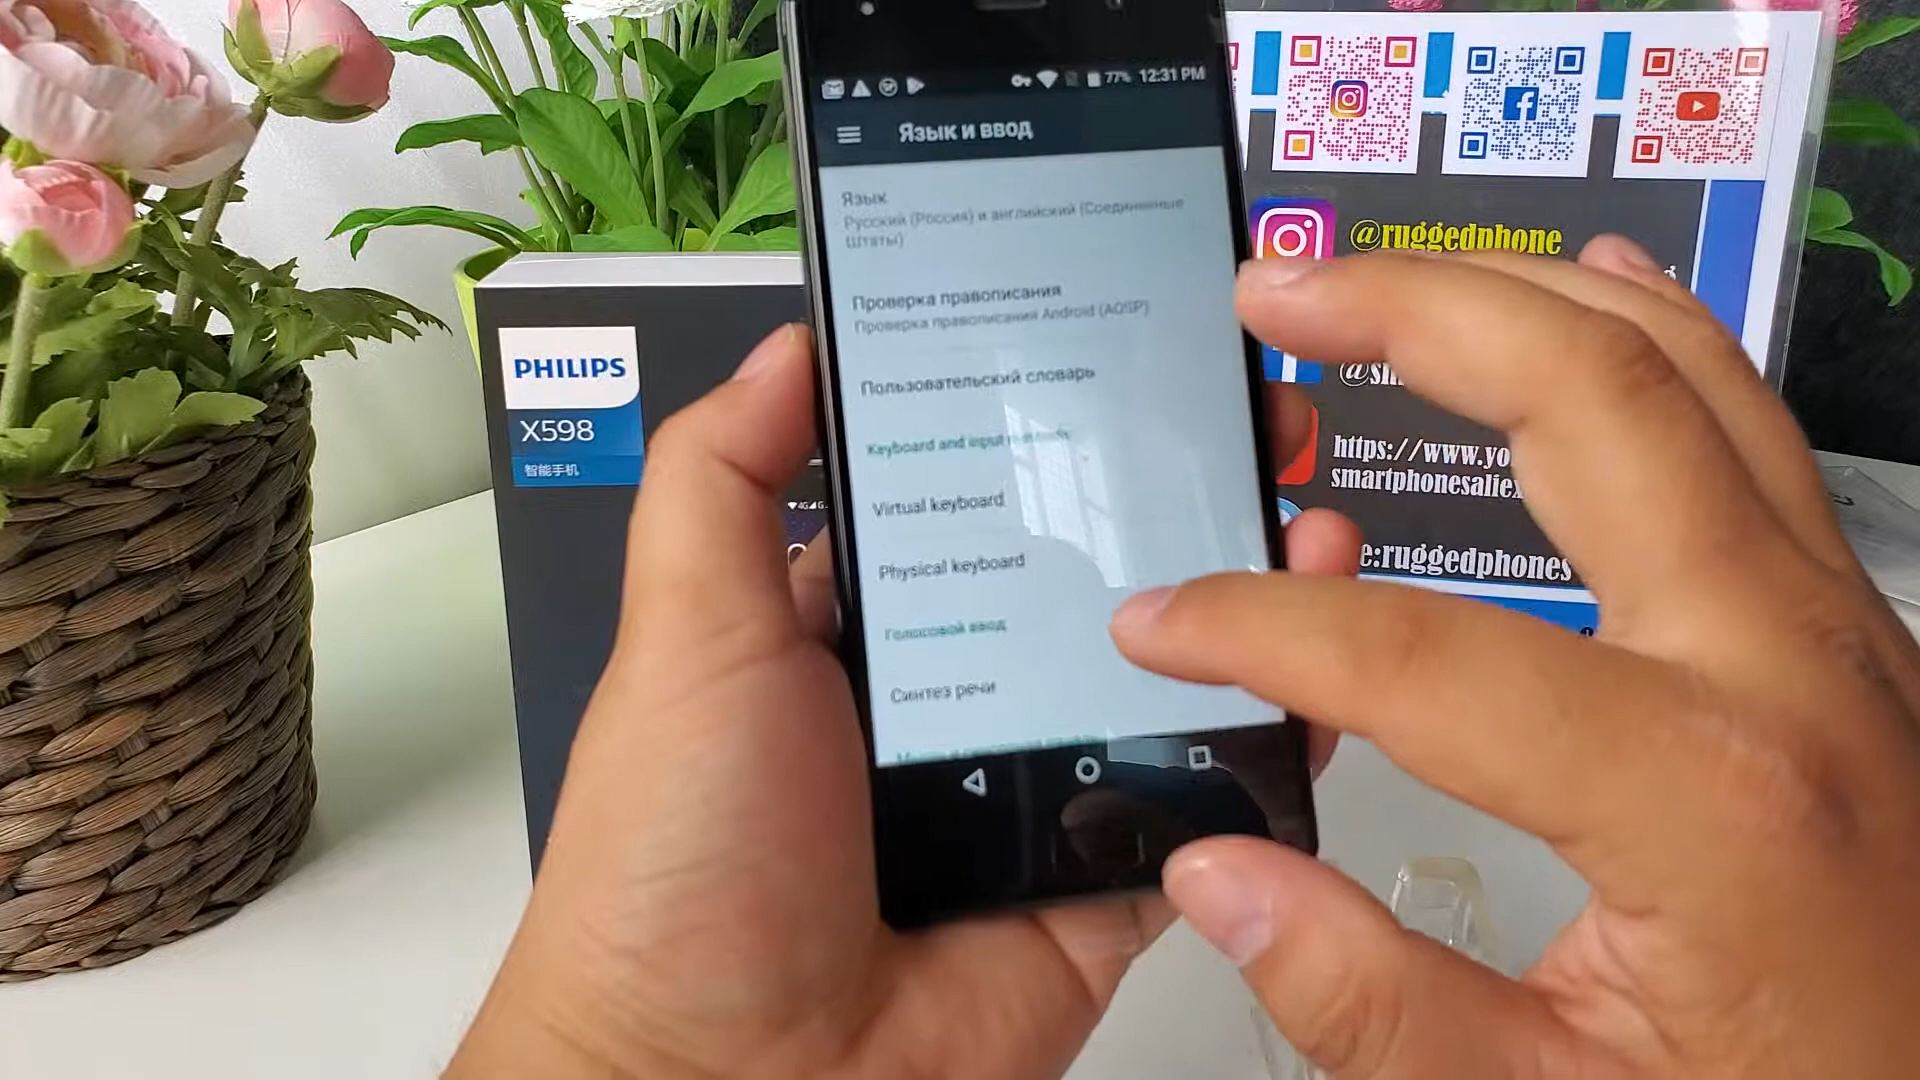 77% 12:31 PM
Язык и ввод
Язык
Русский (Россия) и английский (Соединенные
Штаты)
Проверка правописания
Проверка правописания Android (AOSP)
Пользовательский словарь
Keyboard and input methods
Virtual keyboard
Physical keyboard
Голосовой ввод
Синтез речи
PHILIPS
X598
智能手机
4G
@ruggedphone
https://www.yo
smartphonesaliex
e:ruggedphones